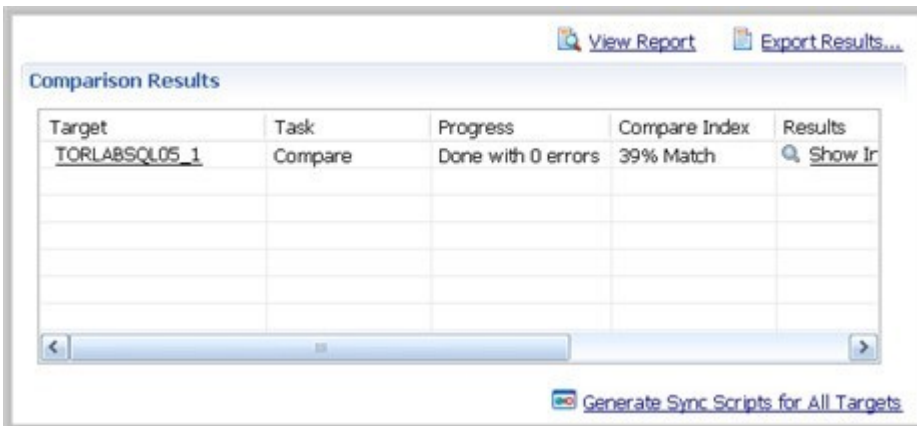 View Report Export Results...
Comparison Results
Target Task Progress Compare Index Results
TORLABSQL05_1 Compare Done with 0 errors 39% Match Show
Generate Sync Scripts for All Targets